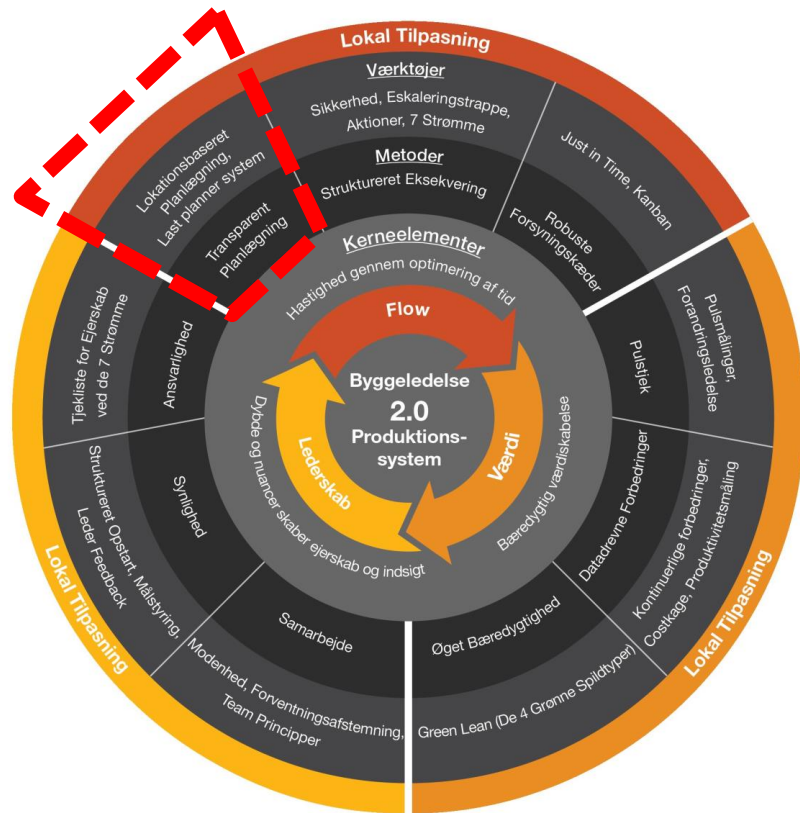 Lokal Tilpasning
Værktøjer
Sikkerhed, Eskaleringstrappe,
Aktioner, 7 Strømme
Metoder
Struktureret Eksekvering
Lokationsbaseret
Planlægning,
Last planner system
Transparent
Planlægning
Just in Time, Kanban
Robuste
Forsyningskæder
Kerneelementer
Hastighed gennem optimering af tid
Flow
Byggeledelse
2.0
Produktions-
system
Værdi
Bæredygtig værdiskabelse
Lederskab
Dybde og nuancer skaber ejerskab og indsigt
Pulsmålinger,
Forandringsledelse
Pulstjek
Kontinuerlige forbedringer,
Costkage, Produktivitetsmåling
Datadrevne Forbedringer
Lokal Tilpasning
Øget Bæredygtighed
Green Lean (De 4 Grønne Spildtyper)
Samarbejde
Modenhed, Forventningsafstemning,
Team Principper
Synlighed
Struktureret Opstart, Målstyring,
Leder Feedback
Lokal Tilpasning
Ansvarlighed
Tjekliste for Ejerskab
ved de 7 Strømme